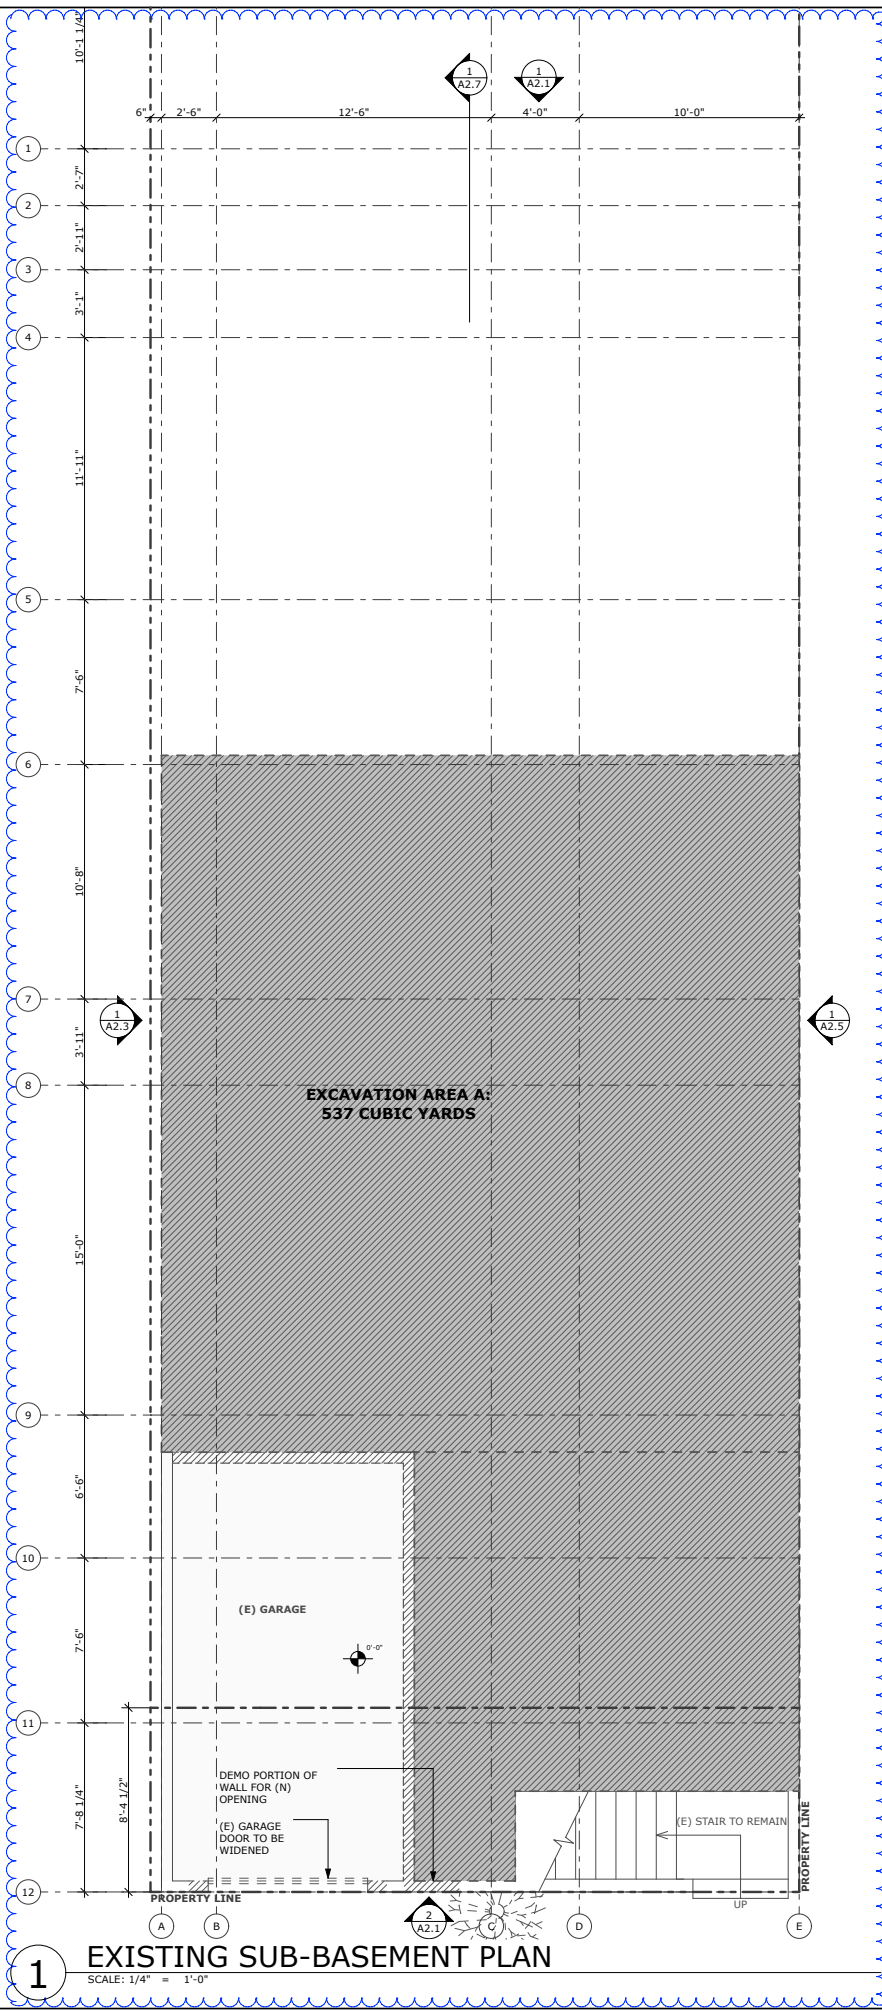 10'-1 1/4"
1
A2.7
1
A2.1
6"
2'-6"
12'-6"
4'-0"
10'-0"
1
2'-7"
2
2'-11"
3
3'-1"
4
11'-11"
5
7'-6"
6
10'-8"
7
1
A2.3
1
A2.5
3'-11"
8
EXCAVATION AREA A:
537 CUBIC YARDS
15'-0"
9
6'-6"
10
(E) GARAGE
7'-6"
0'-0"
11
DEMO PORTION OF
WALL FOR (N)
OPENING
7'-8 1/4"
8'-4 1/2"
(E) GARAGE
DOOR TO BE
WIDENED
(E) STAIR TO REMAIN
PROPERTY LINE
12
PROPERTY LINE
UP
A
B
2
A2.1
C
D
E
1
EXISTING SUB-BASEMENT PLAN
SCALE: 1/4" = 1'-0"